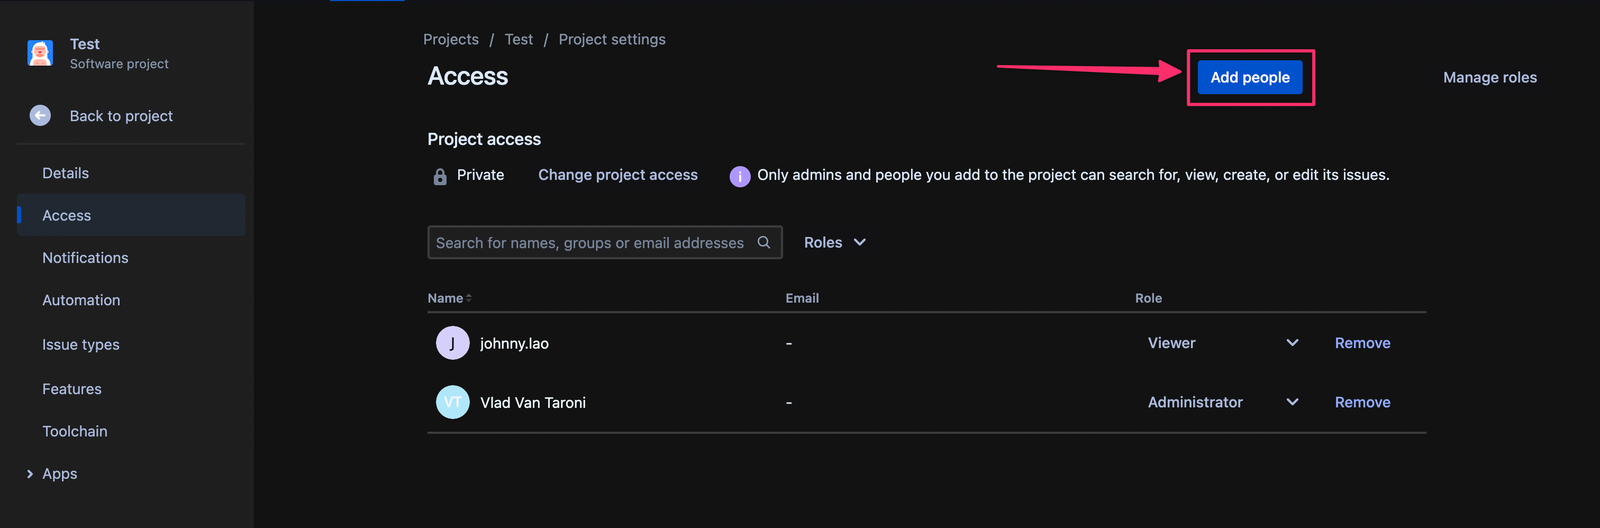 Test
Software project
Back to project
Details
Access
Notifications
Automation
Issue types
Features
Toolchain
Apps
Projects / Test / Project settings
Access
Add people
Manage roles
Project access
Private Change project access i Only admins and people you add to the project can search for, view, create, or edit its issues.
Search for names, groups or email addresses Roles
Name Email Role
J johnny.lao - Viewer Remove
VT Vlad Van Taroni - Administrator Remove